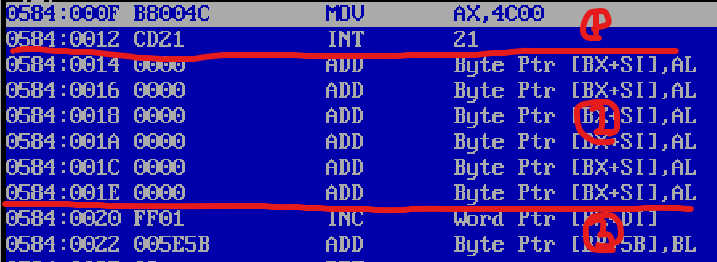 0584:000F B8004C MOV AX,4C00
0584:0012 CD21 INT 21
0584:0014 0000 ADD Byte Ptr [BX+SI],AL
0584:0016 0000 ADD Byte Ptr [BX+SI],AL
0584:0018 0000 ADD Byte Ptr [BX+SI],AL
0584:001A 0000 ADD Byte Ptr [BX+SI],AL
0584:001C 0000 ADD Byte Ptr [BX+SI],AL
0584:001E 0000 ADD Byte Ptr [BX+SI],AL
0584:0020 FF01 INC Word Ptr [BX+DI]
0584:0022 005E5B ADD Byte Ptr [BP+5B],BL